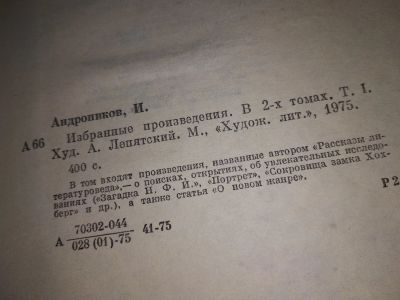 Андроников, И.
А 66 Избранные произведения. В 2-х томах. Т. I.
Худ. А. Лепятский. М., «Худож. лит.», 1975.
400 с.
В том входят произведения, названные автором «Рассказы ли-
тературоведа»,— о поисках, открытиях, об увлекательных исследо-
ваниях («Загадка Н. Ф. И.», «Портрет», «Сокровища замка Хох-
берг» и др.), а также статья «О новом жанре».
А 70302-044
028 (01)-75 41-75
Р 2